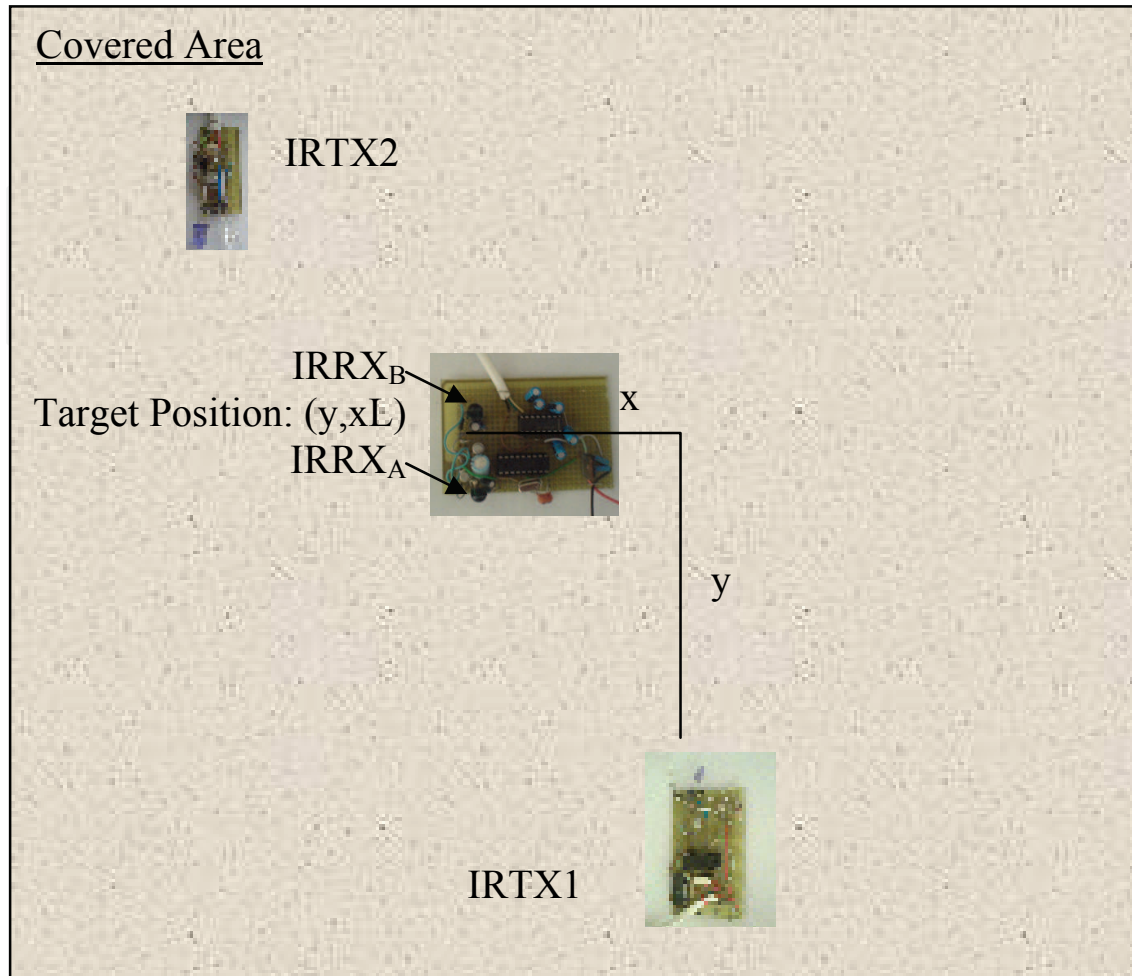 Covered Area
IRTX2
IRRXB
x
Target Position: (y,xL)
IRRXA
y
IRTX1